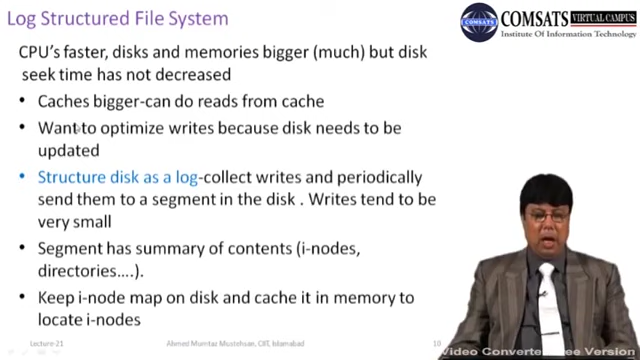 Log Structured File System
COMSATS VIRTUAL CAMPUS
Institute Of Information Technology
CPU's faster, disks and memories bigger (much) but disk
seek time has not decreased
• Caches bigger-can do reads from cache
• Want to optimize writes because disk needs to be
updated
• Structure disk as a log-collect writes and periodically
send them to a segment in the disk . Writes tend to be
very small
• Segment has summary of contents (i-nodes,
directories....).
• Keep i-node map on disk and cache it in memory to
locate i-nodes
Lecture-21
Ahmed Mumtaz Mustehsan, CIIT, Islamabad
10
Video Converter Free Version